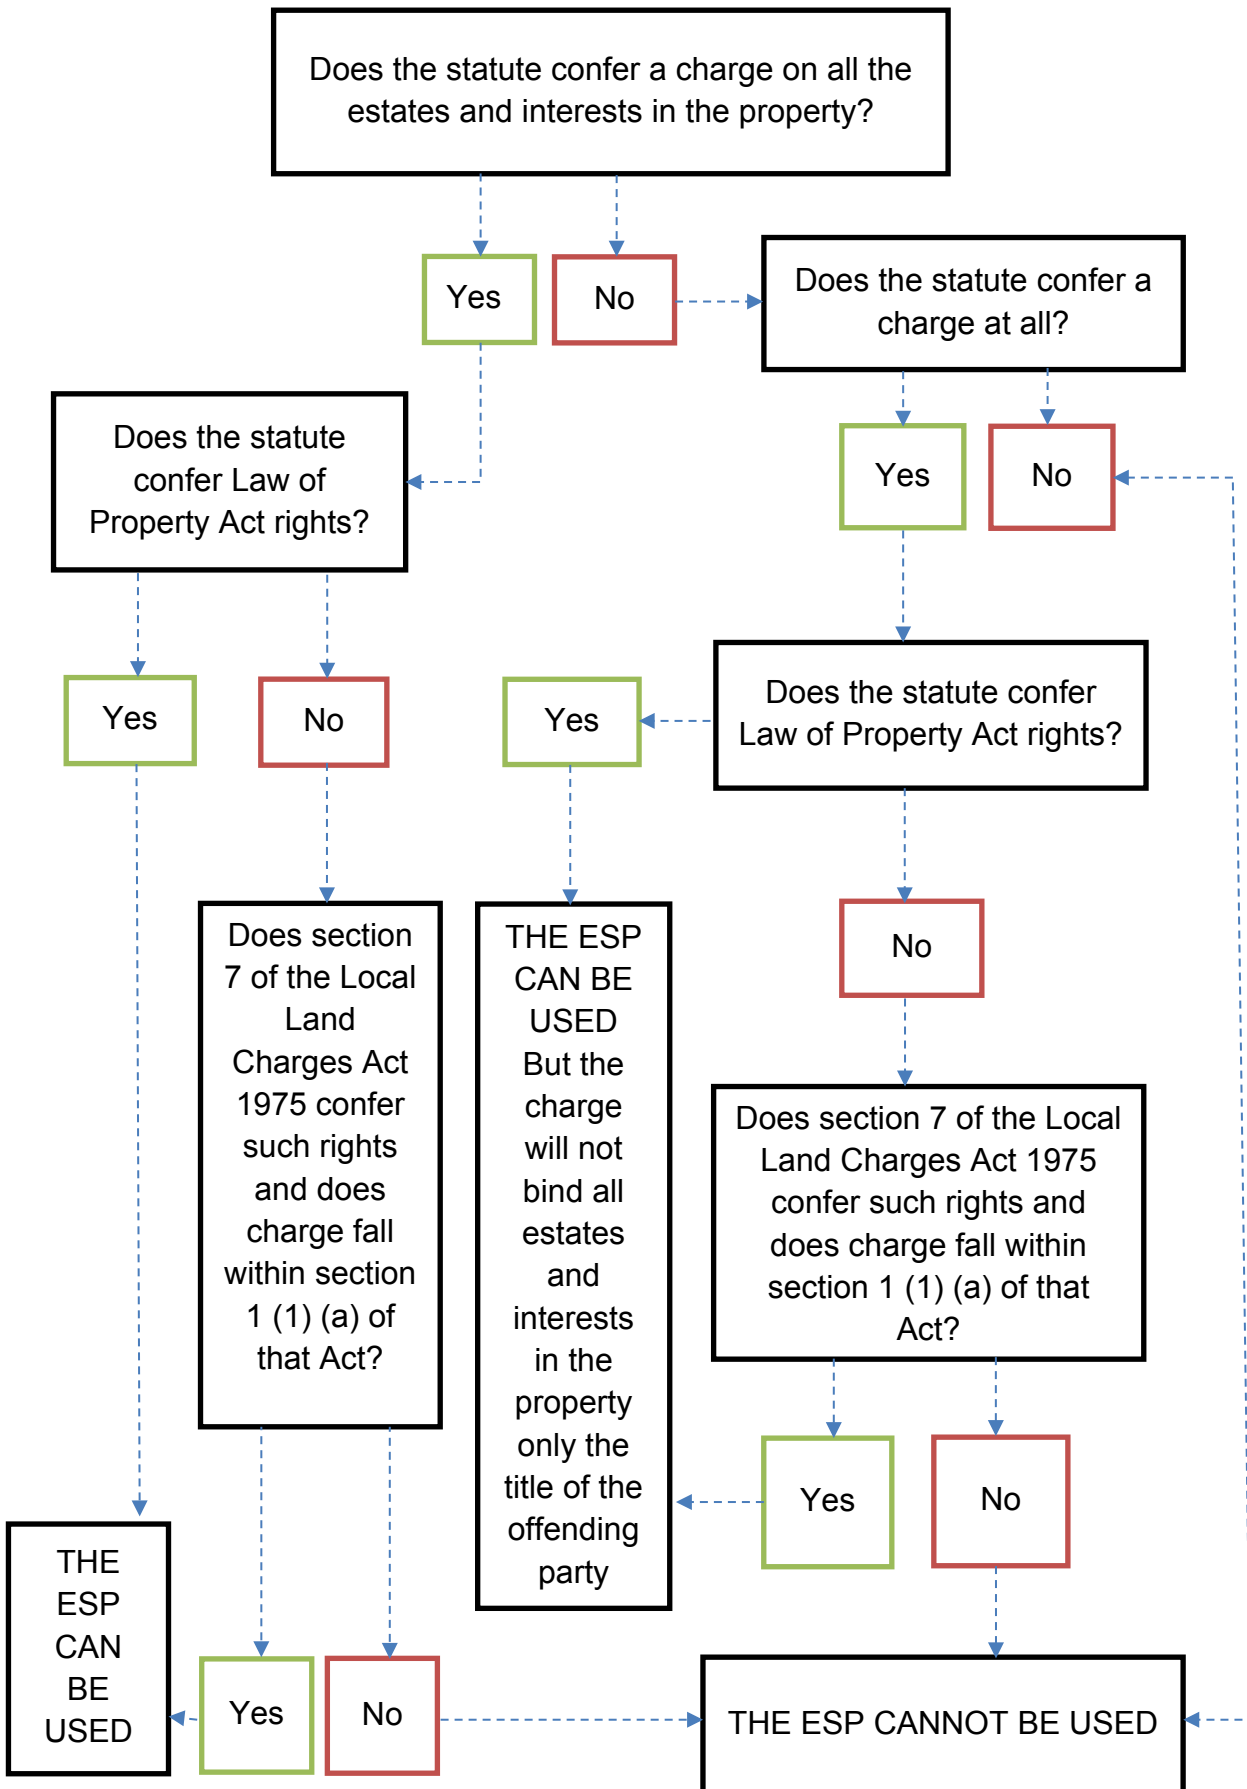 Does the statute confer a charge on all the
estates and interests in the property?
Yes
No
Does the statute confer a
charge at all?
Does the statute
confer Law of
Property Act rights?
Yes
No
Yes
No
Yes
Does the statute confer
Law of Property Act rights?
Yes
No
Does section
7 of the Local
Land
Charges Act
1975 confer
such rights
and does
charge fall
within section
1 (1) (a) of
that Act?
THE ESP
CAN BE
USED
But the
charge
will not
bind all
estates
and
interests
in the
property
only the
title of the
offending
party
No
Does section 7 of the Local
Land Charges Act 1975
confer such rights and
does charge fall within
section 1 (1) (a) of that
Act?
Yes
No
THE
ESP
CAN
BE
USED
Yes
No
THE ESP CANNOT BE USED